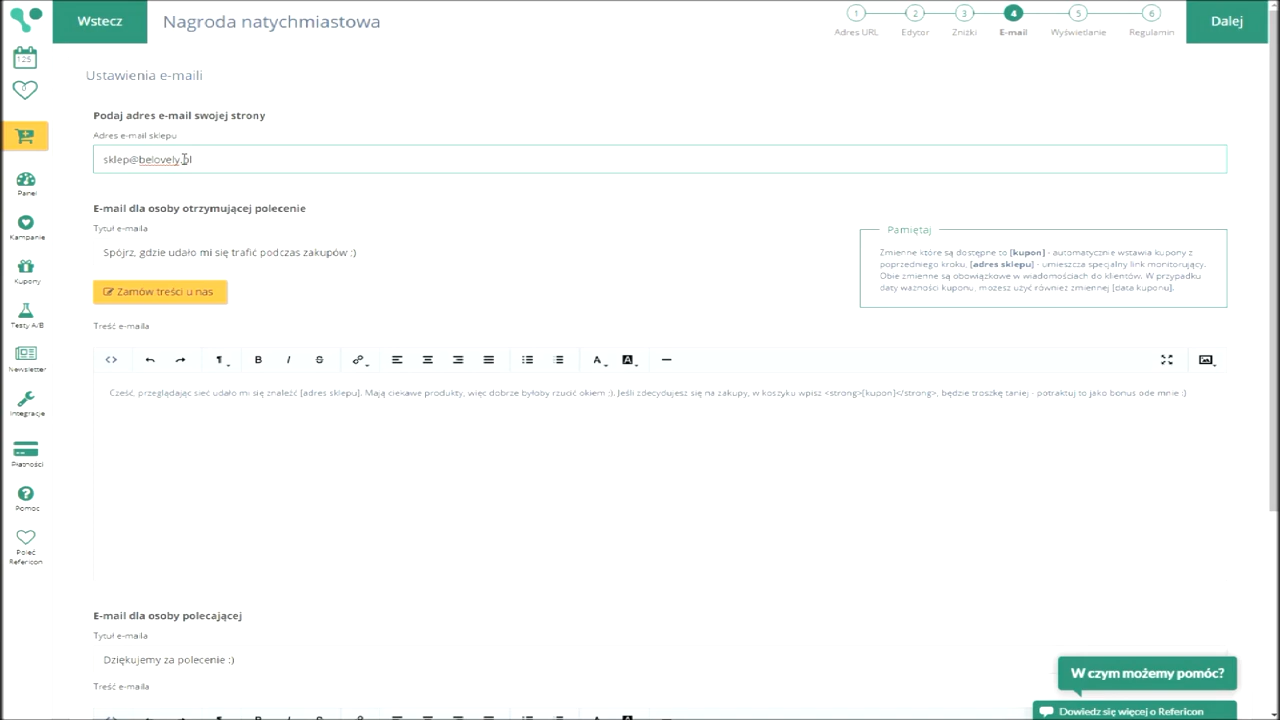 Wstecz
Nagroda natychmiastowa
1
2
3
4
5
6
Adres URL
Edytor
Zniżki
E-mail
Wyświetlanie
Regulamin
Dalej
125
Panel
Kampanie
Kupony
Testy A/B
Newsletter
Integracje
Płatności
Pomoc
Poleć
Refericon
Ustawienia e-maili
Podaj adres e-mail swojej strony
Adres e-mail sklepu
sklep@belovely.pl
E-mail dla osoby otrzymującej polecenie
Tytuł e-maila
Spójrz, gdzie udało mi się trafić podczas zakupów :)
Zamów treści u nas
Pamiętaj
Zmienne które są dostępne to [kupon] - automatycznie wstawia kupony z
poprzedniego kroku, [adres sklepu] - umieszcza specjalny link monitorujący.
Obie zmienne są obowiązkowe w wiadomościach do klientów. W przypadku
daty ważności kuponu, możesz użyć również zmiennej [data kuponu].
Treść e-maila
Cześć, przeglądając sieć udało mi się znaleźć [adres sklepu]. Mają ciekawe produkty, więc dobrze byłoby rzucić okiem ;). Jeśli zdecydujesz się na zakupy, w koszyku wpisz <strong>[kupon]</strong>, będzie troszkę taniej - potraktuj to jako bonus ode mnie :)
E-mail dla osoby polecającej
Tytuł e-maila
Dziękujemy za polecenie :)
Treść e-maila
W czym możemy pomóc?
Dowiedz się więcej o Refericon